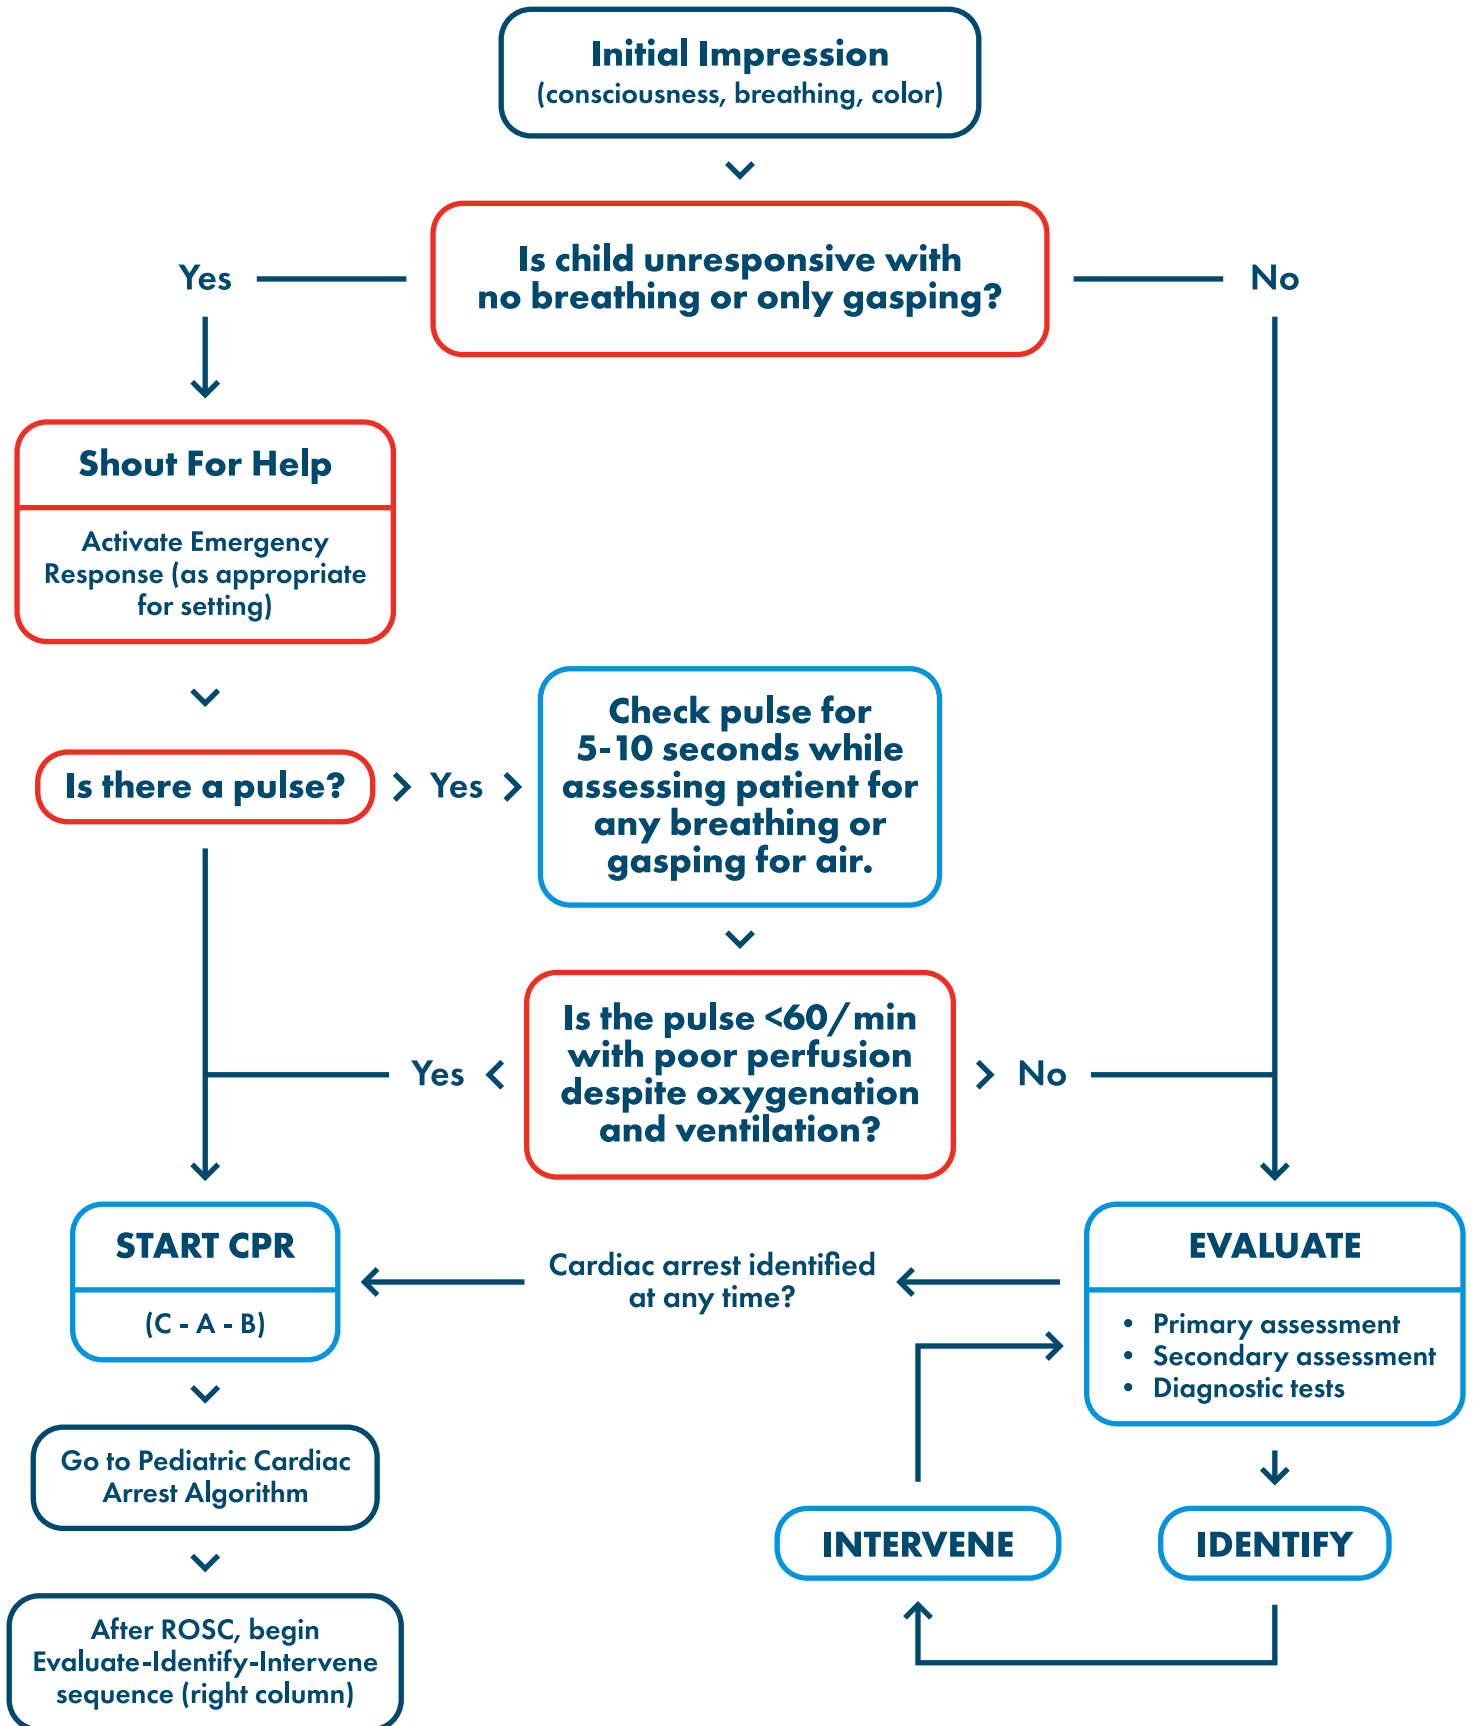 Initial Impression
(consciousness, breathing, color)
Is child unresponsive with
no breathing or only gasping?
Yes
No
Shout For Help
Activate Emergency
Response (as appropriate
for setting)
Is there a pulse?
Yes
Check pulse for
5-10 seconds while
assessing patient for
any breathing or
gasping for air.
Is the pulse <60/min
with poor perfusion
despite oxygenation
and ventilation?
Yes
No
START CPR
(C - A - B)
Cardiac arrest identified
at any time?
EVALUATE
• Primary assessment
• Secondary assessment
• Diagnostic tests
Go to Pediatric Cardiac
Arrest Algorithm
INTERVENE
IDENTIFY
After ROSC, begin
Evaluate-Identify-Intervene
sequence (right column)